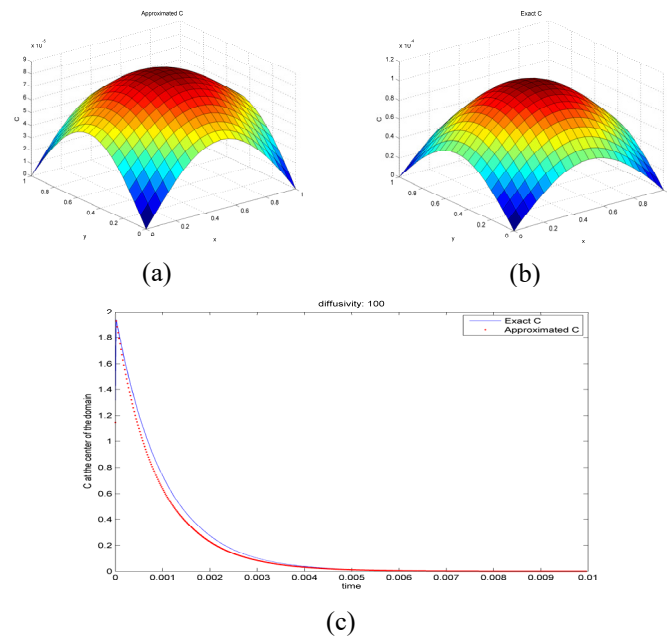 Approximated C
x 10⁻⁵
9
8
7
6
5
4
3
2
1
0
C
1
0.8
0.6
0.4
0.2
0
y
0
0.2
0.4
0.6
0.8
1
x
(a)
Exact C
x 10⁻⁴
1.2
1
0.8
0.6
0.4
0.2
0
C
1
0.8
0.6
0.4
0.2
0
y
0
0.2
0.4
0.6
0.8
x
(b)
diffusivity: 100
Exact C
Approximated C
2
1.8
1.6
1.4
1.2
1
0.8
0.6
0.4
0.2
0
C at the center of the domain
0 0.001 0.002 0.003 0.004 0.005 0.006 0.007 0.008 0.009 0.01
time
(c)